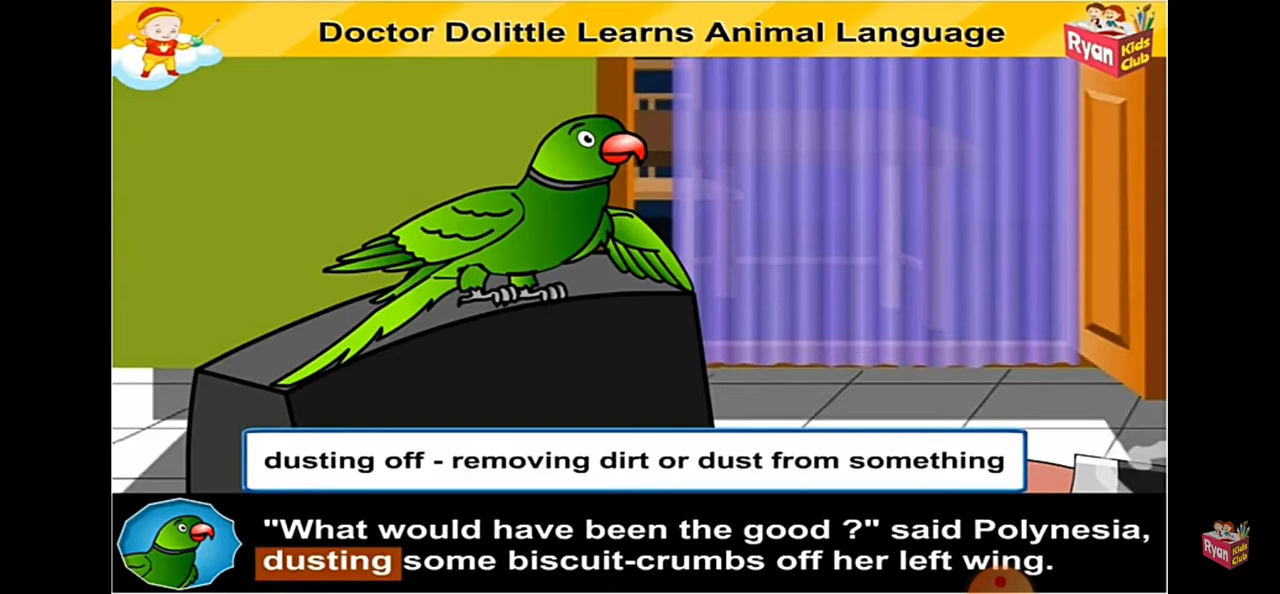 Doctor Dolittle Learns Animal Language
Ryan
Kids
Club
dusting off - removing dirt or dust from something
"What would have been the good ?" said Polynesia,
dusting some biscuit-crumbs off her left wing.
Ryan
Kids
Club